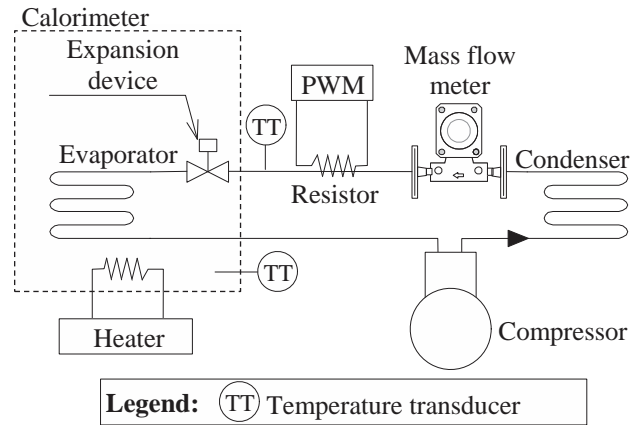 Calorimeter
Expansion
device
PWM
Mass flow
meter
TT
Evaporator
Resistor
Condenser
TT
Heater
Compressor
Legend: TT Temperature transducer